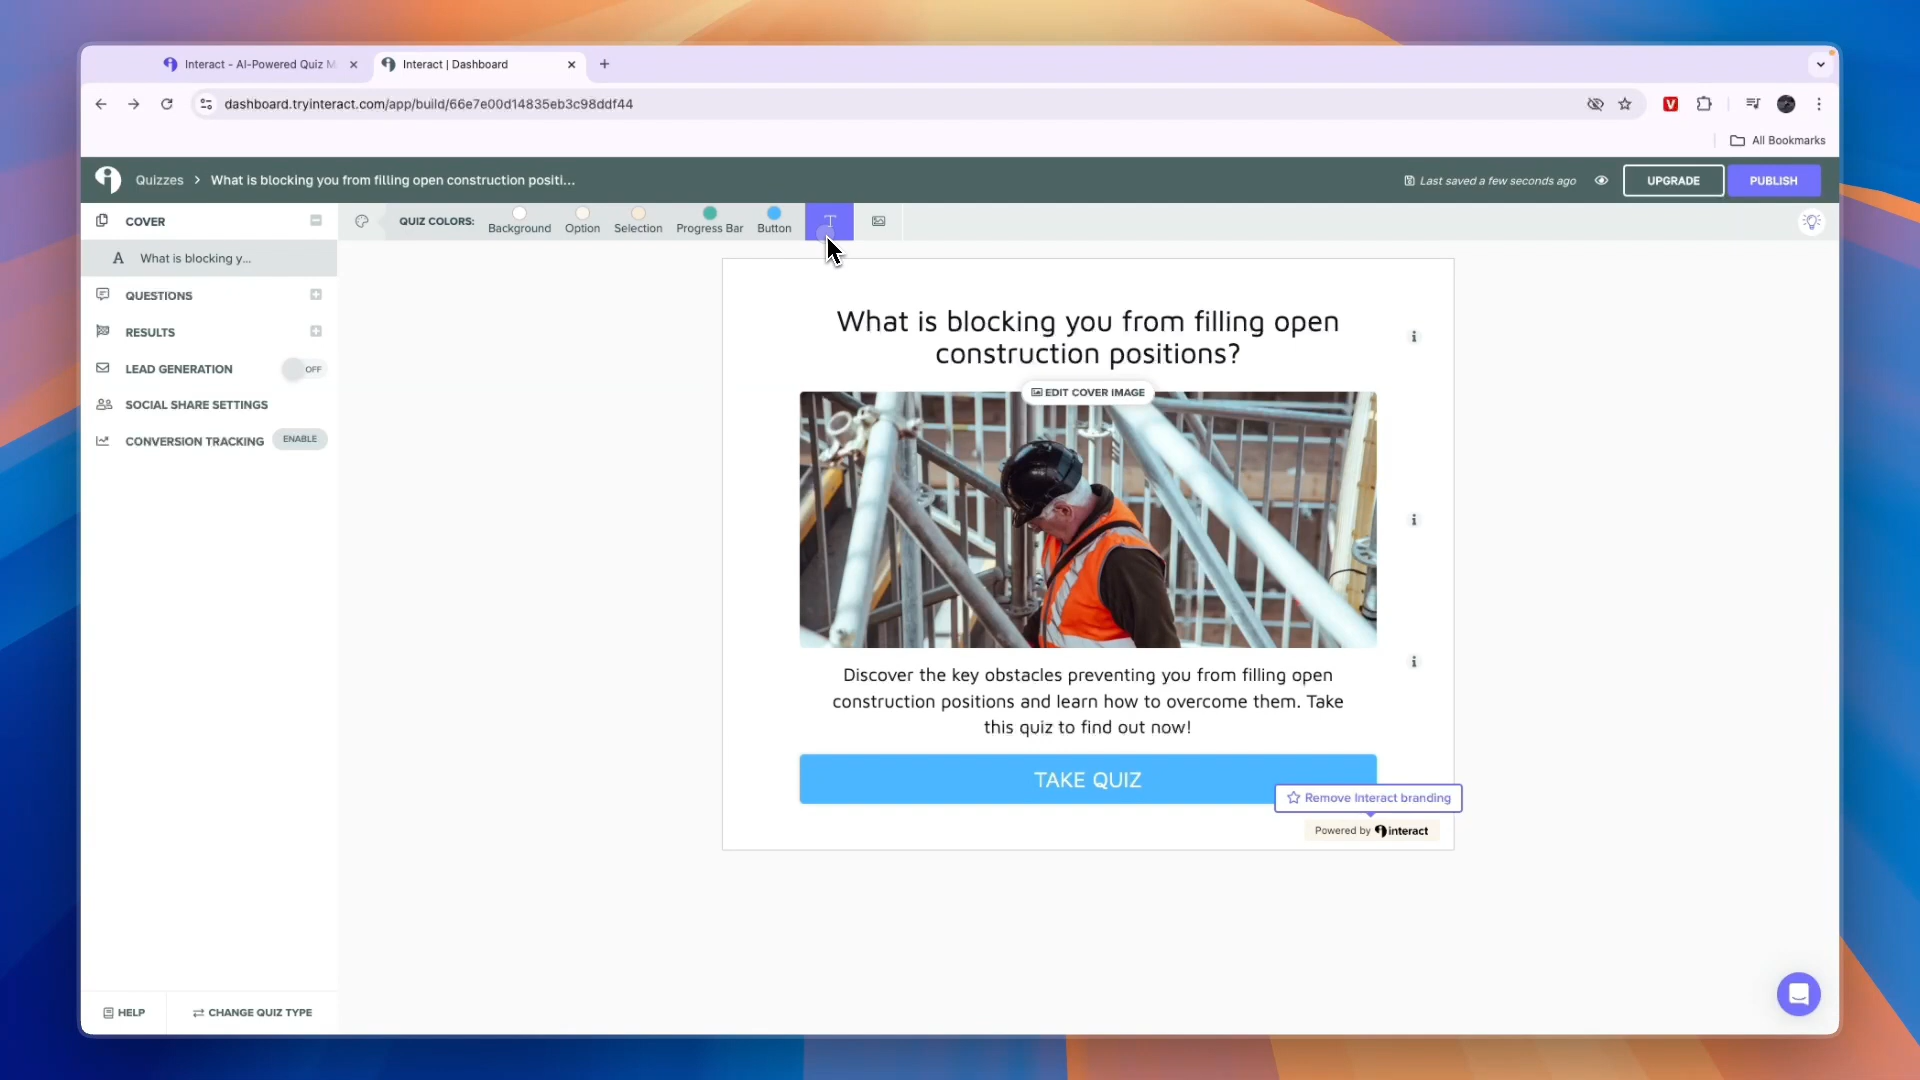 Interact - AI-Powered Quiz M
Interact | Dashboard
dashboard.tryinteract.com/app/build/66e7e00d14835eb3c98ddf44
All Bookmarks
Quizzes > What is blocking you from filling open construction positi...
Last saved a few seconds ago
UPGRADE
PUBLISH
COVER
What is blocking y...
QUESTIONS
RESULTS
LEAD GENERATION OFF
SOCIAL SHARE SETTINGS
CONVERSION TRACKING ENABLE
QUIZ COLORS: Background Option Selection Progress Bar Button
What is blocking you from filling open
construction positions?
EDIT COVER IMAGE
Discover the key obstacles preventing you from filling open
construction positions and learn how to overcome them. Take
this quiz to find out now!
TAKE QUIZ
Remove Interact branding
Powered by interact
HELP
CHANGE QUIZ TYPE